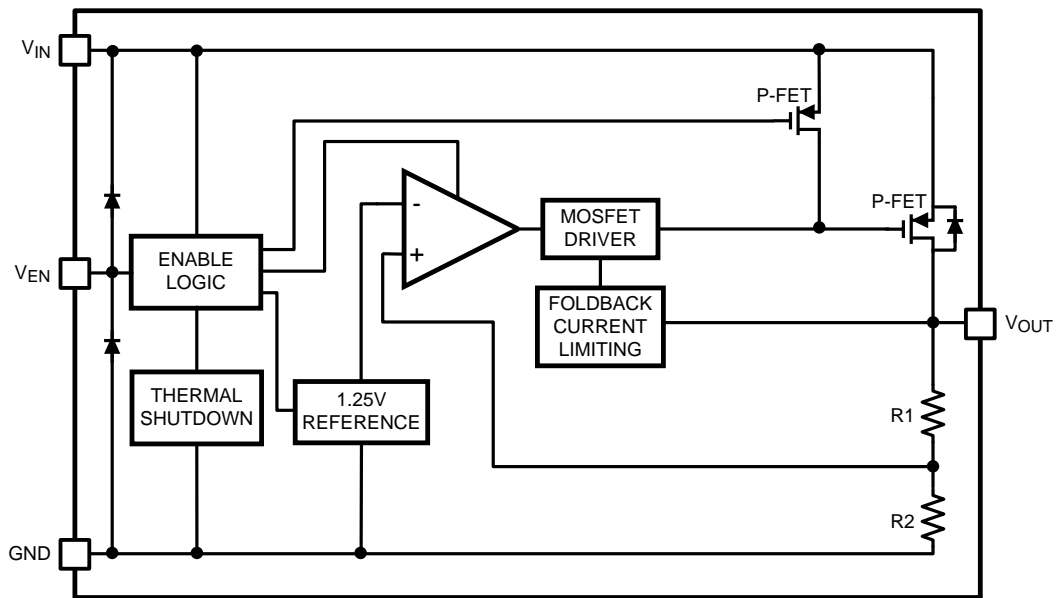 VIN
P-FET
P-FET
-
MOSFET
DRIVER
+
VEN
ENABLE
LOGIC
FOLDBACK
CURRENT
LIMITING
VOUT
THERMAL
SHUTDOWN
1.25V
REFERENCE
R1
R2
GND